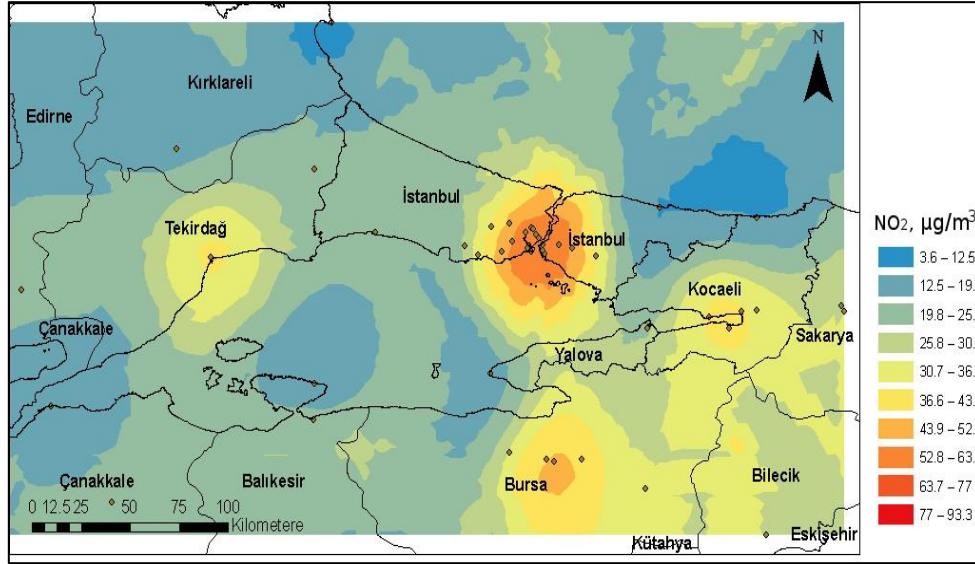 N
Kırklareli
Edirne
İstanbul
Tekirdağ
İstanbul
Kocaeli
Çanakkale
Sakarya
Yalova
Çanakkale
Balıkesir
Bursa
Bilecik
0 12.5 25 50 75 100
Kilometere
Kütahya
Eskişehir
NO2, µg/m3
3.6 – 12.5
12.5 – 19.
19.8 – 25.
25.8 – 30.
30.7 – 36.
36.6 – 43.
43.9 – 52.
52.8 – 63.
63.7 – 77
77 – 93.3